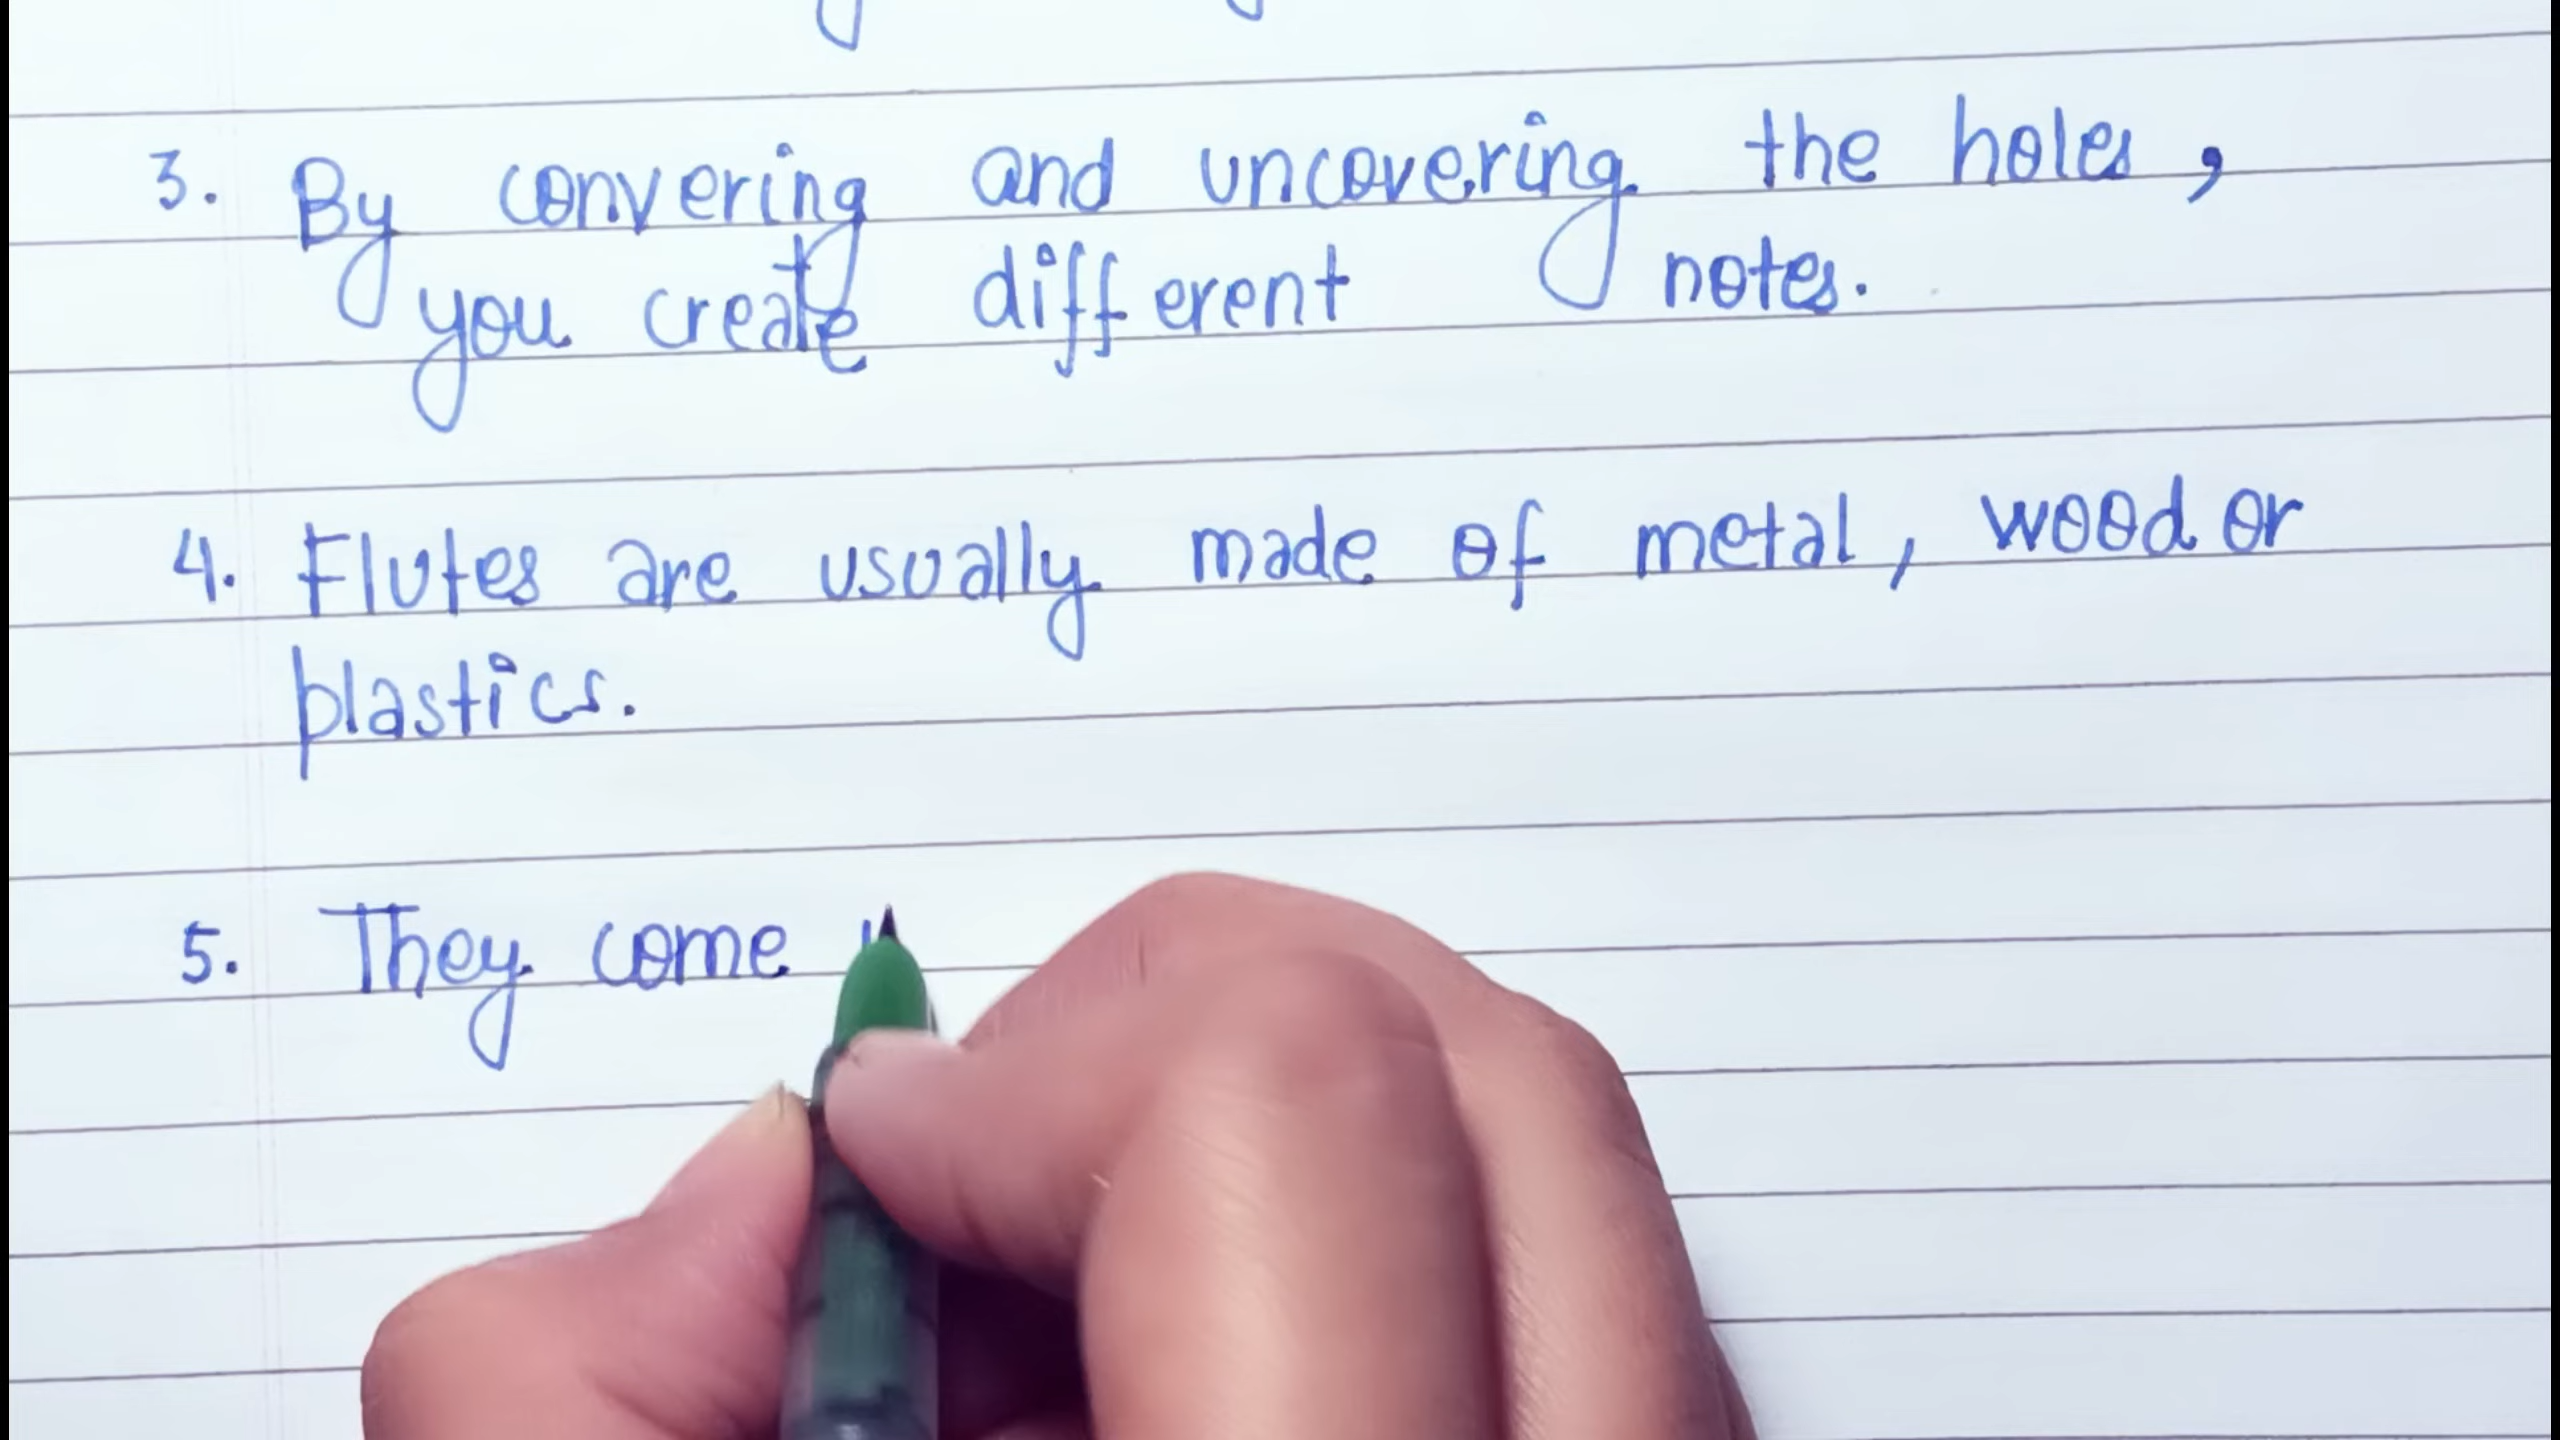 3. By convering and uncovering the holes,
you create different notes.
4. Flutes are usually made of metal, wood or
plastics.
5. They come